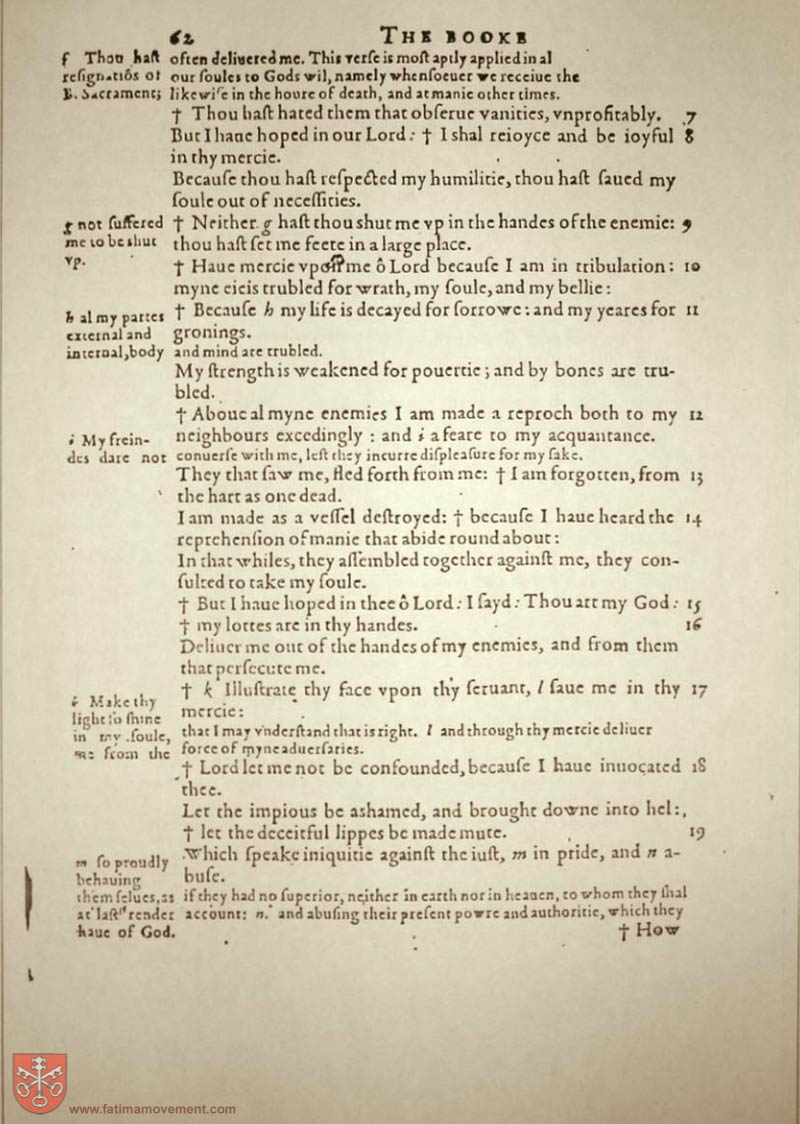 62 THE BOOKE
f Thou haſt often deliuered me. This verſe is moſt aptly applied in al
reſignatiõs of our ſoules to Gods wil, namely whenſoeuer we receiue the
B. Sacrament; likewiſe in the houre of death, and at manie other times.
† Thou haſt hated them that obſerue vanities, vnprofitably. 7
But I haue hoped in our Lord: † I shal reioyce and be ioyful 8
in thy mercie.
Becauſe thou haſt reſpected my humilitie, thou haſt ſaued my
ſoule out of neceſſities.
g not ſuffered † Neither g haſt thou shut me vp in the handes of the enemie: 9
me to be shut thou haſt ſet me feete in a large place.
vp. † Haue mercie vpon me ô Lord becauſe I am in tribulation: 10
myne eieis trubled for wrath, my ſoule, and my bellie:
h al my partes † Becauſe h my life is decayed for ſorrowe: and my yeares for 11
external and gronings.
internal, body and mind are trubled.
My ſtrength is weakened for pouertie; and by bones are tru-
bled.
† Aboue al myne enemies I am made a reproch both to my 12
i My frein- neighbours excedingly : and i a feare to my acquantance.
des dare not conuerſe with me, leſt they incurre diſpleaſure for my ſake.
They that ſaw me, fled forth from me: † I am forgotten, from 13
the hart as one dead.
I am made as a veſſel deſtroyed: † becauſe I haue heard the 14
reprehenſion of manie that abide round about:
In that whiles, they aſſembled together againſt me, they con-
ſulted to take my ſoule.
† But I haue hoped in thee ô Lord: I ſayd: Thou art my God: 15
† my lottes are in thy handes. 16
Deliuer me out of the handes of my enemies, and from them
that perſecute me.
† k Illuſtrate thy face vpon thy ſeruant, l ſaue me in thy 17
Make thy mercie:
light ſo shine that I may vnderſtand that is right. l and through thy mercie deliuer
in my ſoule, force of myne aduerſaries.
me from the † Lord let me not be confounded, becauſe I haue inuocated 18
thee.
Let the impious be ashamed, and brought downe into hel:
† let the deceitful lippes be made mute. 19
m ſo proudly Which ſpeake iniquitie againſt the iuſt, m in pride, and n a-
behauing buſe.
them ſelues, as if they had no ſuperior, neither in earth nor in heauen, to whom they ſhal
at laſt render account: n. and abuſing their preſent powre and authoritie, which they
haue of God. † How
www.fatimamovement.com